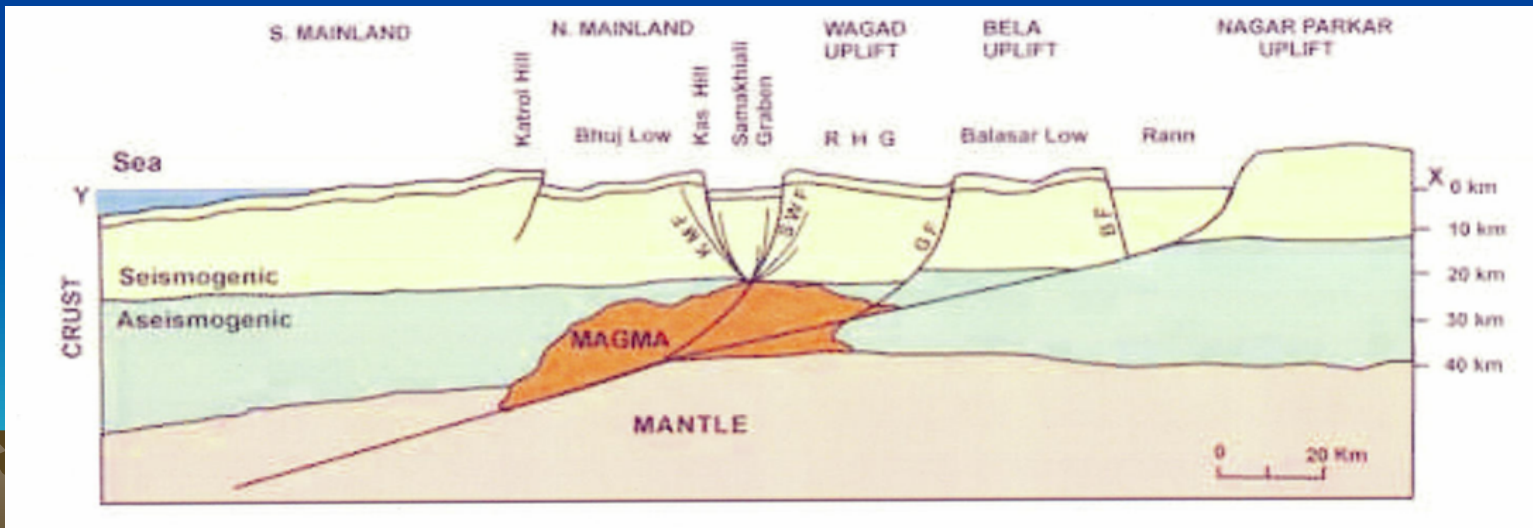 S. MAINLAND
N. MAINLAND
WAGAD
UPLIFT
BELA
UPLIFT
NAGAR PARKAR
UPLIFT
Katrol Hill
Bhuj Low
Kas Hill
Samakhiali
Graben
R H G
Balasar Low
Rann
Sea
Y
X
0 km
10 km
20 km
30 km
40 km
KMF
SWF
GF
BF
Seismogenic
Aseismogenic
CRUST
MAGMA
MANTLE
0 20 Km